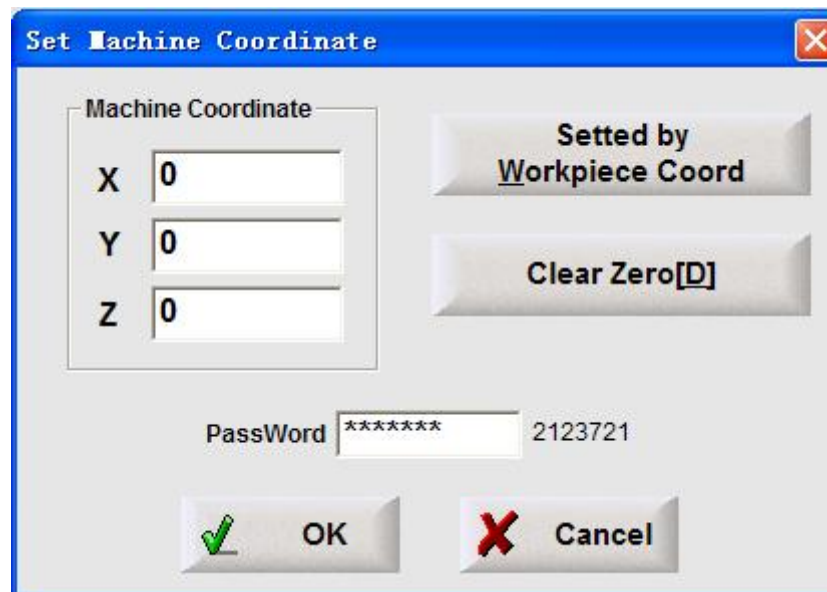 Set Machine Coordinate
Machine Coordinate
X 0
Y 0
Z 0
Setted by
Workpiece Coord
Clear Zero[D]
PassWord ******* 2123721
OK
Cancel